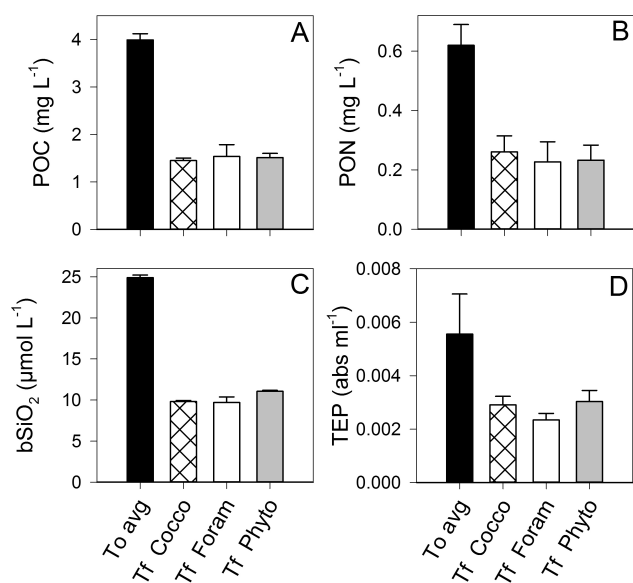 A
POC (mg L⁻¹)
4
3
2
1
0
B
PON (mg L⁻¹)
0.6
0.4
0.2
0.0
C
bSiO₂ (µmol L⁻¹)
25
20
15
10
5
0
To avg
Tf Cocco
Tf Foram
Tf Phyto
D
TEP (abs ml⁻¹)
0.008
0.006
0.004
0.002
0.000
To avg
Tf Cocco
Tf Foram
Tf Phyto